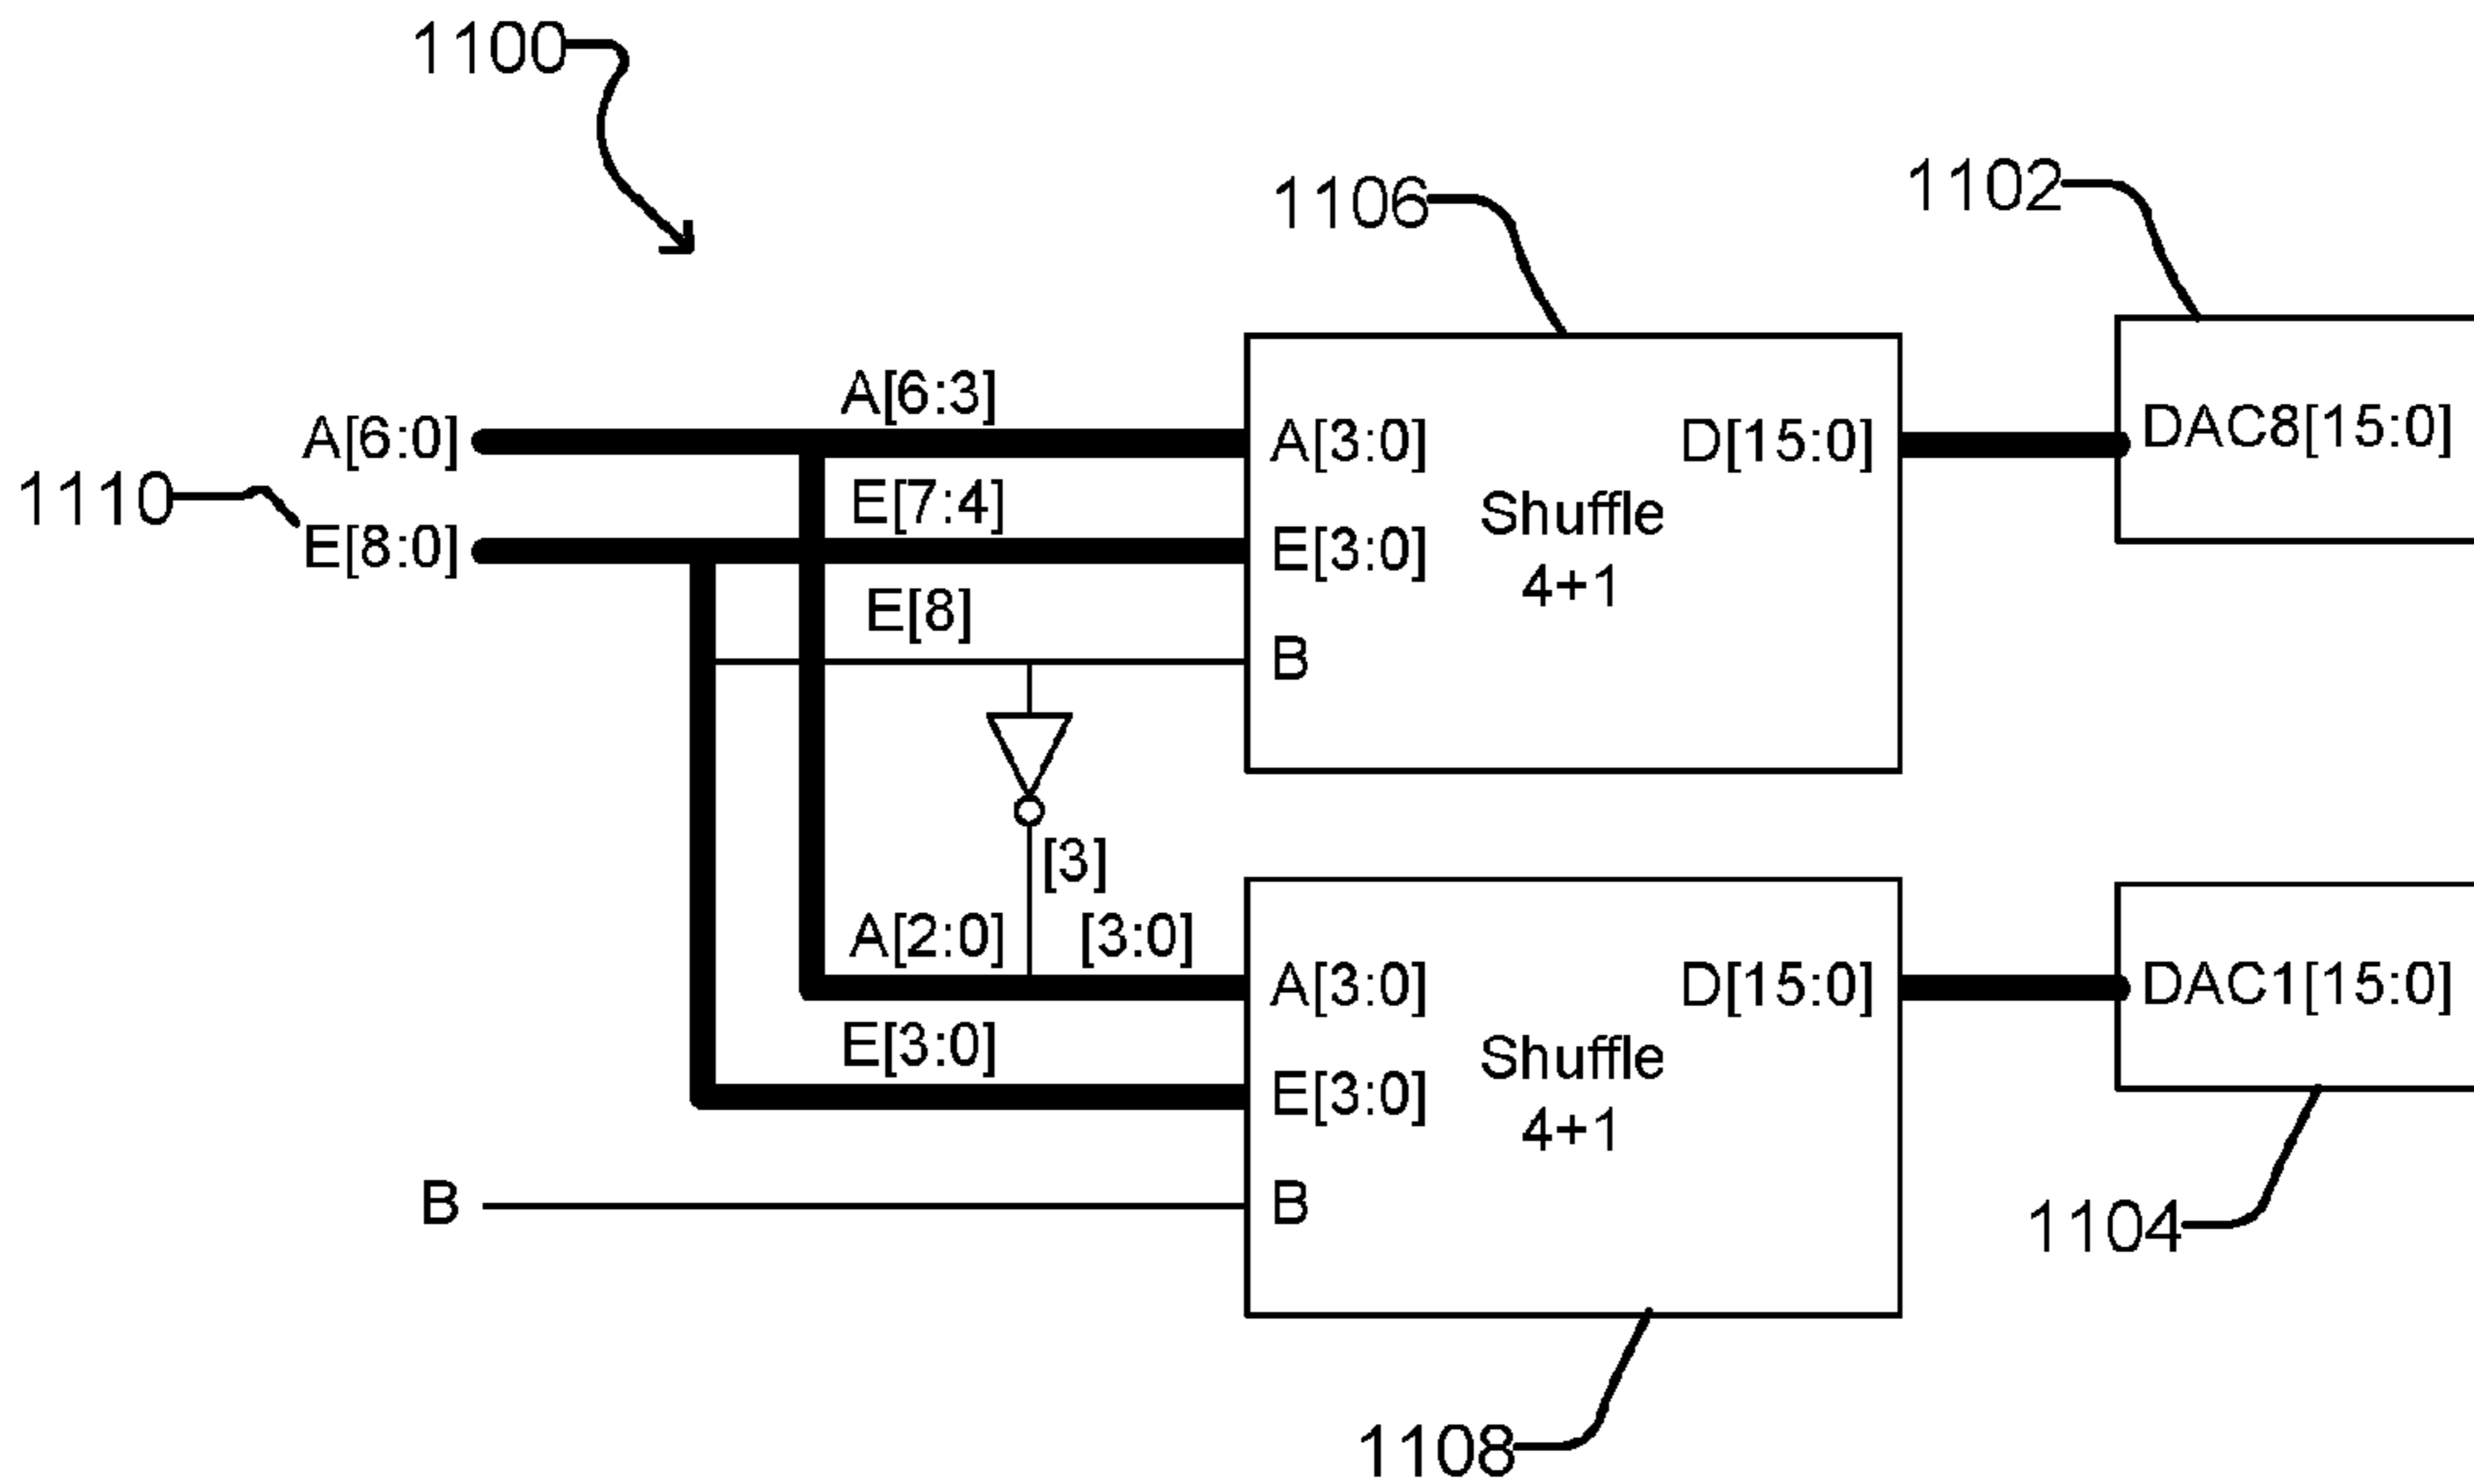 1100
1106
1102
A[6:0]
A[6:3]
A[3:0]
D[15:0]
DAC8[15:0]
1110
E[8:0]
E[7:4]
E[3:0]
Shuffle
4+1
E[8]
B
[3]
A[2:0]
[3:0]
A[3:0]
D[15:0]
DAC1[15:0]
E[3:0]
E[3:0]
Shuffle
4+1
B
B
1104
1108